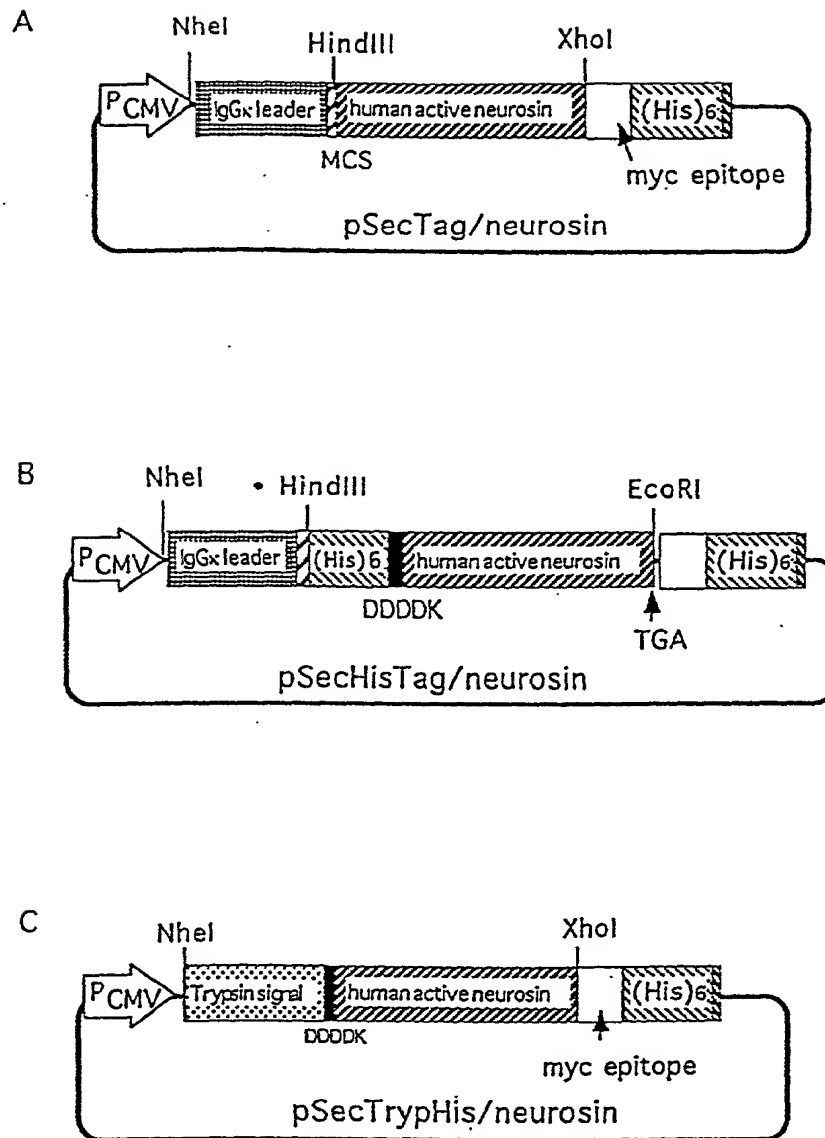 A
NheI HindIII XhoI
PCMV IgGκ leader human active neurosin (His)6
MCS
myc epitope
pSecTag/neurosin
B
NheI HindIII EcoRI
PCMV IgGκ leader (His)6 human active neurosin (His)6
DDDDK
TGA
pSecHisTag/neurosin
C
NheI XhoI
PCMV Trypsin signal human active neurosin (His)6
DDDDK
myc epitope
pSecTrypHis/neurosin